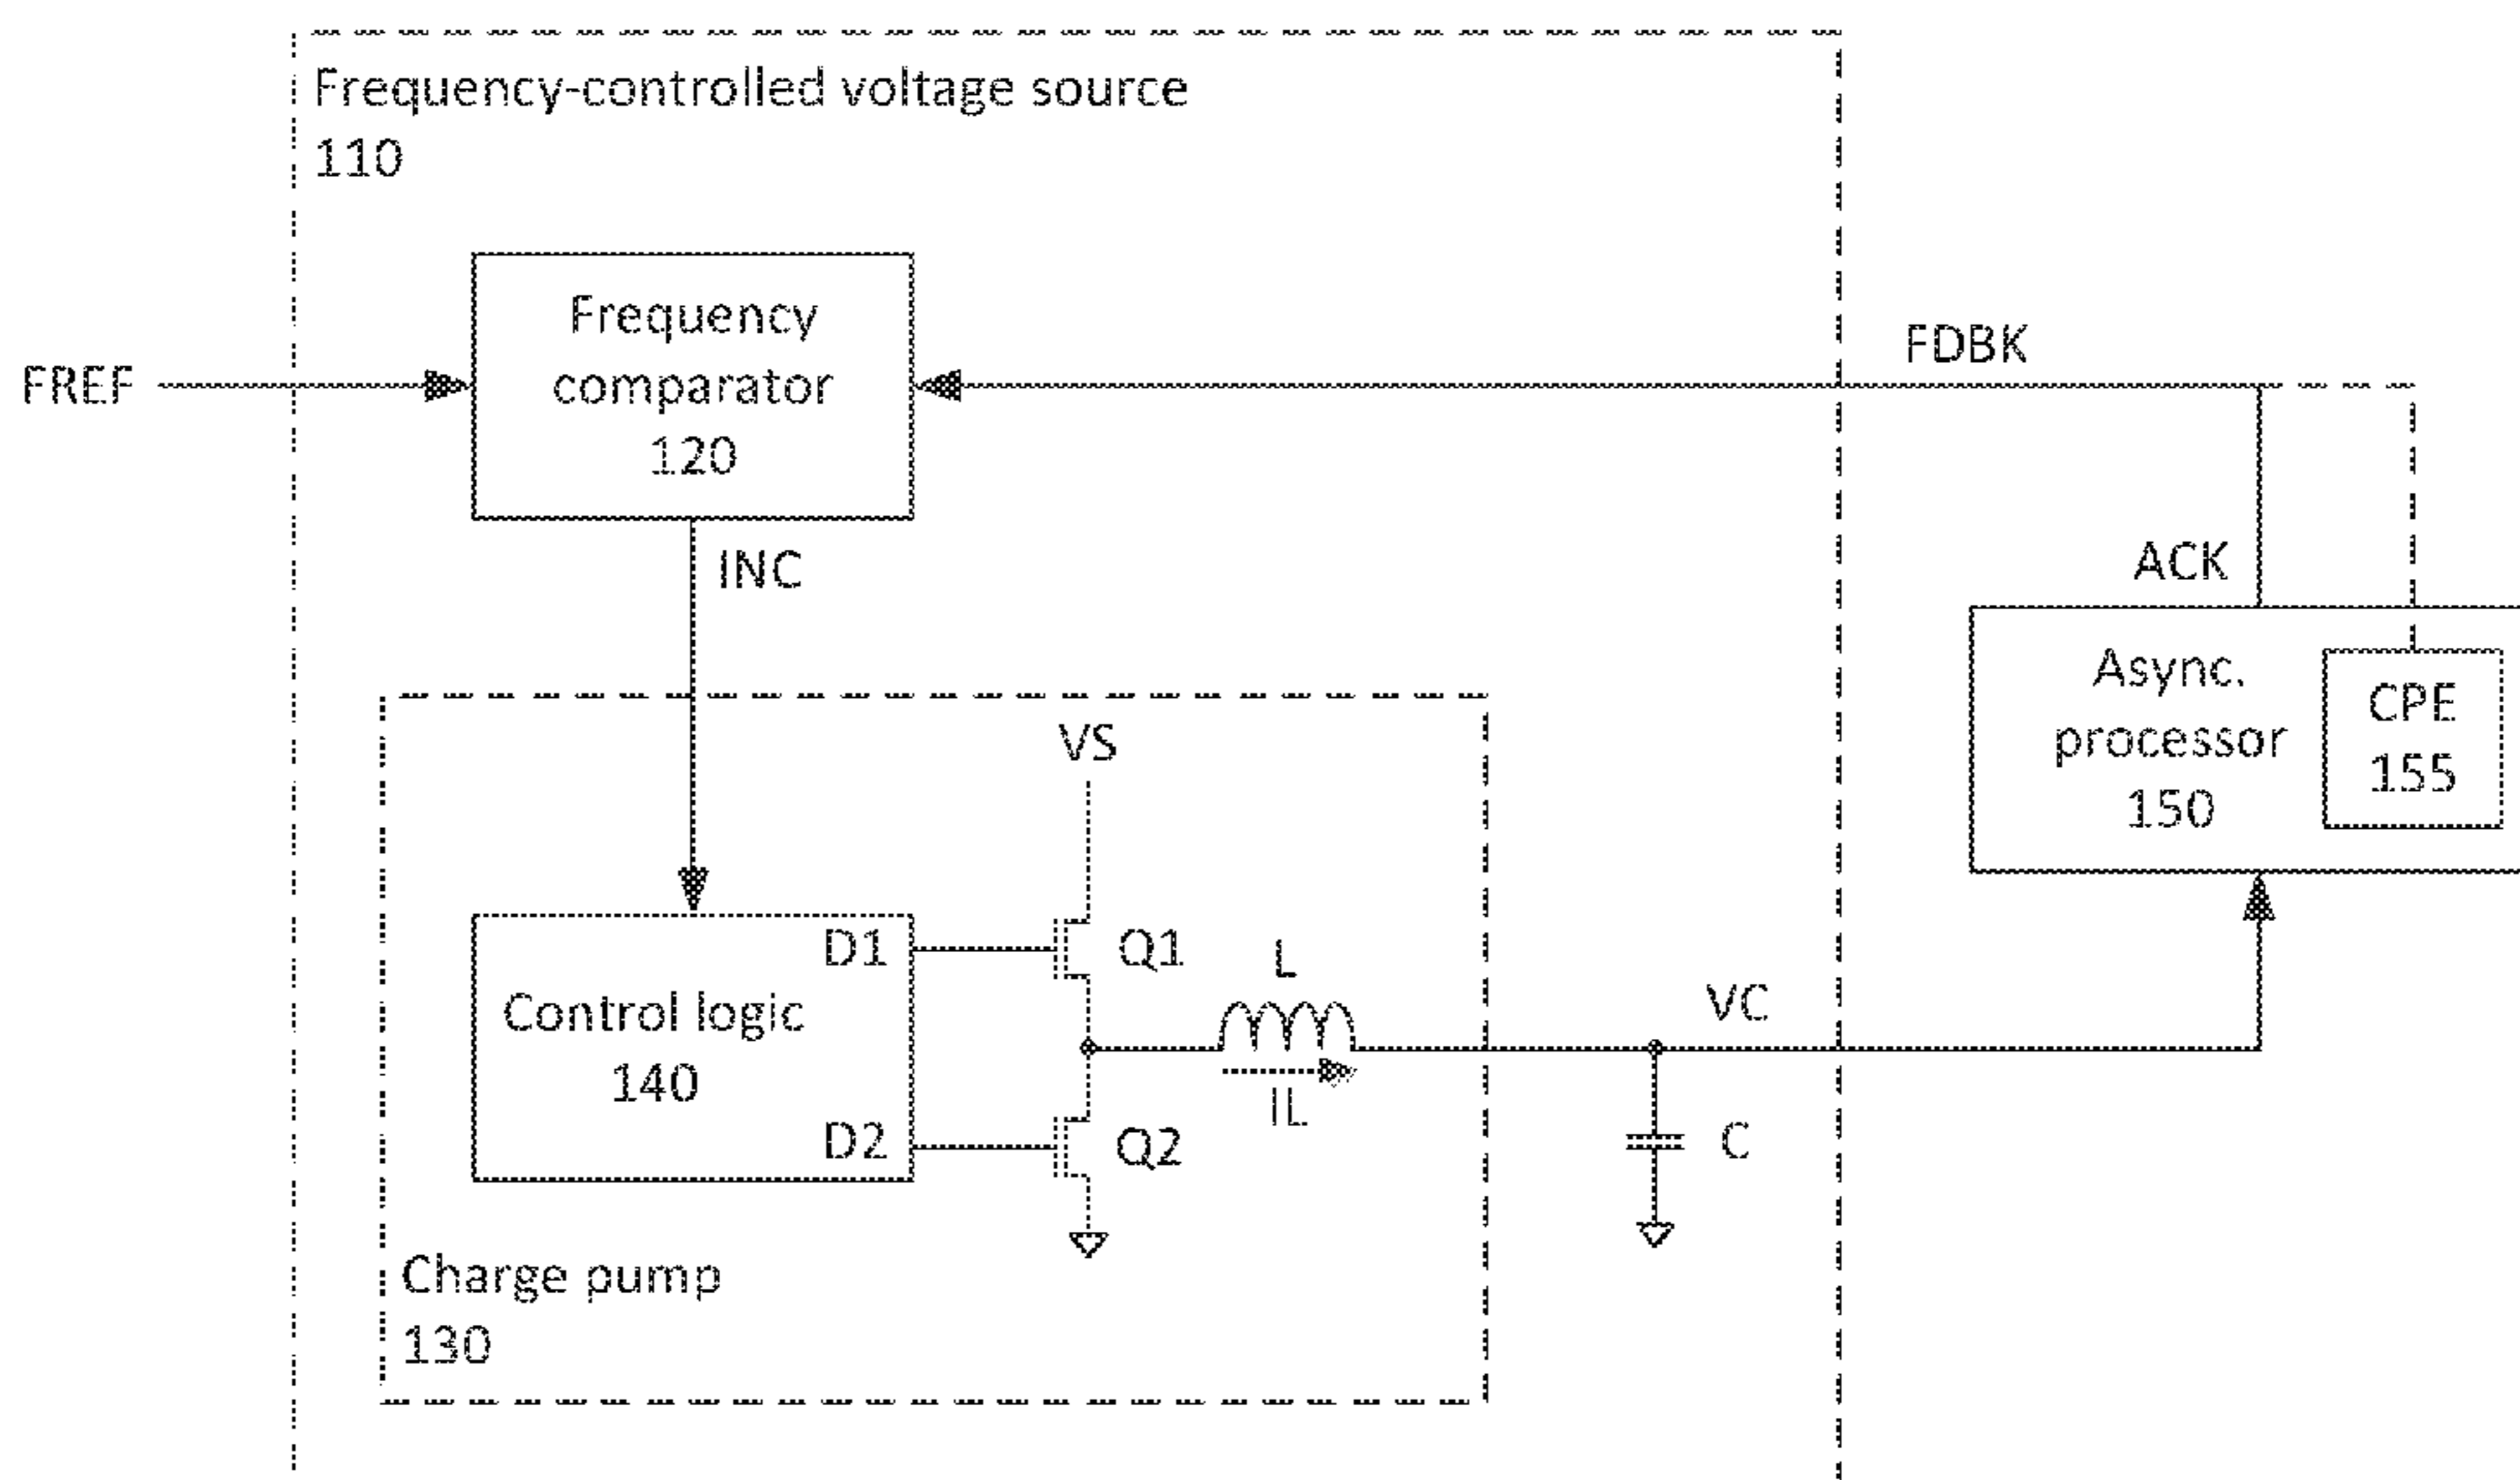 Frequency-controlled voltage source
110
Frequency
comparator
120
FREF
FDBK
INC
ACK
Async.
processor
150
CPE
155
VS
D1
Q1
Control logic
140
L
IL
VC
D2
Q2
C
Charge pump
130